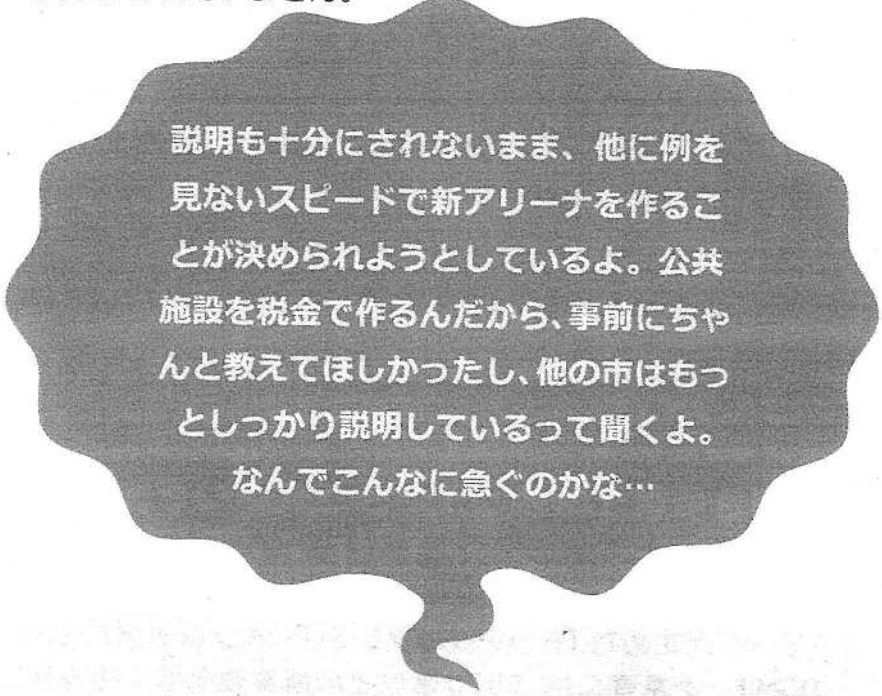 説明も十分にされないまま、他に例を
見ないスピードで新アリーナを作るこ
とが決められようとしているよ。公共
施設を税金で作るんだから、事前にちゃ
んと教えてほしかったし、他の市はもっ
としっかり説明しているって聞くよ。
なんでこんなに急ぐのかな…